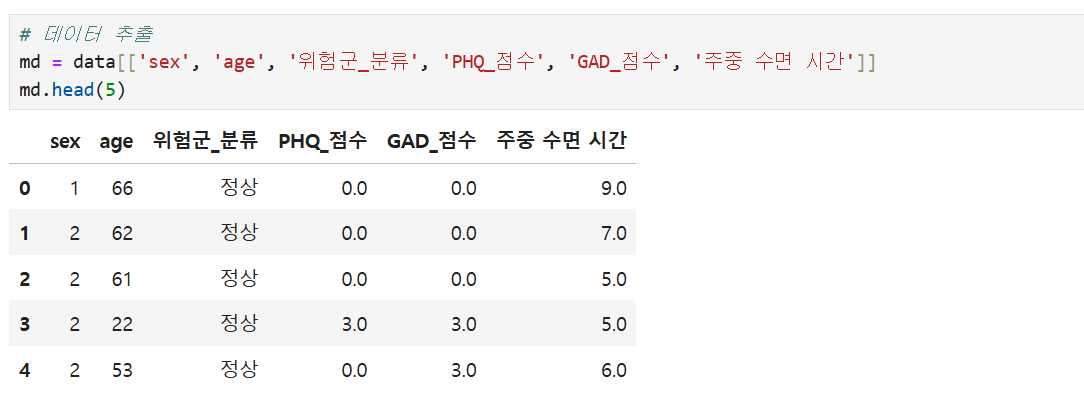 # 데이터 추출
md = data[['sex', 'age', '위험군_분류', 'PHQ_점수', 'GAD_점수', '주중 수면 시간']]
md.head(5)
sex age 위험군_분류 PHQ_점수 GAD_점수 주중 수면 시간
0 1 66 정상 0.0 0.0 9.0
1 2 62 정상 0.0 0.0 7.0
2 2 61 정상 0.0 0.0 5.0
3 2 22 정상 3.0 3.0 5.0
4 2 53 정상 0.0 3.0 6.0